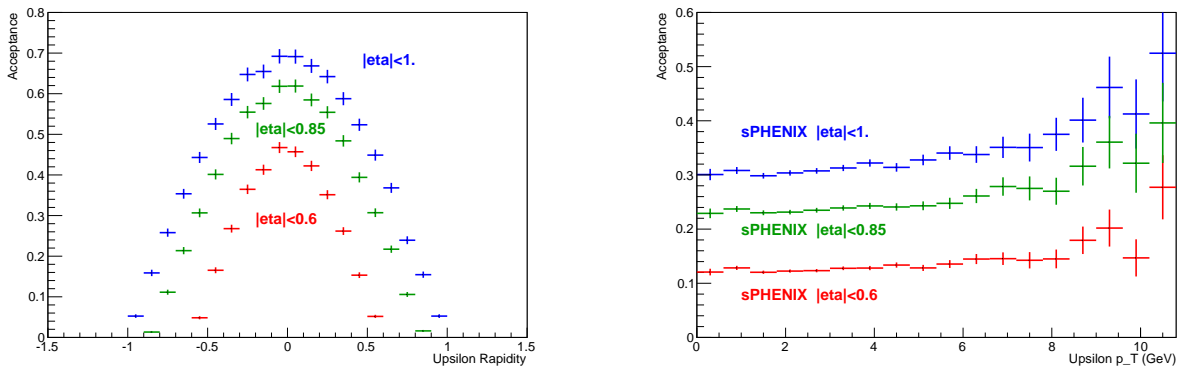 Acceptance
0.8
0.7
0.6
0.5
0.4
0.3
0.2
0.1
0
|eta|<1.
|eta|<0.85
|eta|<0.6
-1.5
-1
-0.5
0
0.5
1
1.5
Upsilon Rapidity
Acceptance
0.6
0.5
0.4
0.3
0.2
0.1
0
sPHENIX |eta|<1.
sPHENIX |eta|<0.85
sPHENIX |eta|<0.6
0
2
4
6
8
10
Upsilon p_T (GeV)